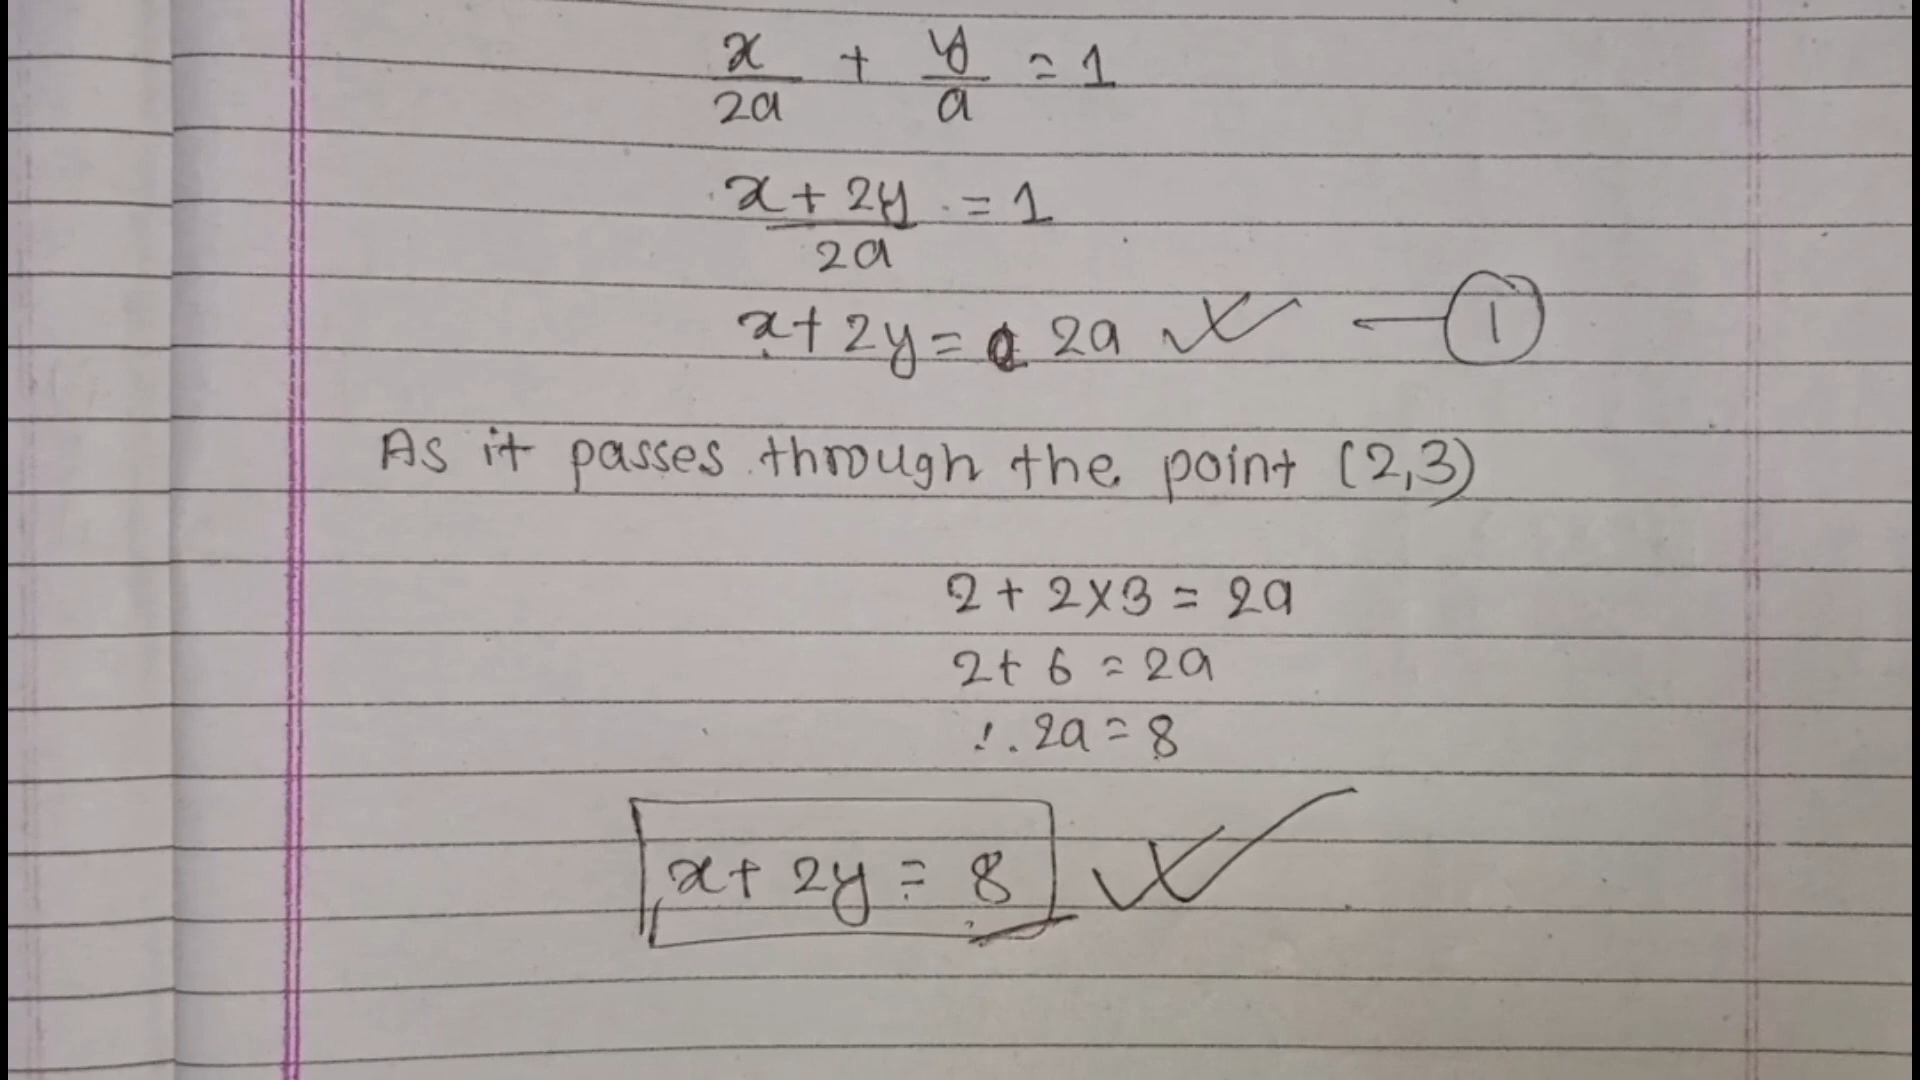 x/2a + y/a = 1
x + 2y / 2a = 1
x + 2y = 2a ✓ — ①
As it passes through the point (2,3)
2 + 2×3 = 2a
2 + 6 = 2a
∴ 2a = 8
x + 2y = 8 ✓